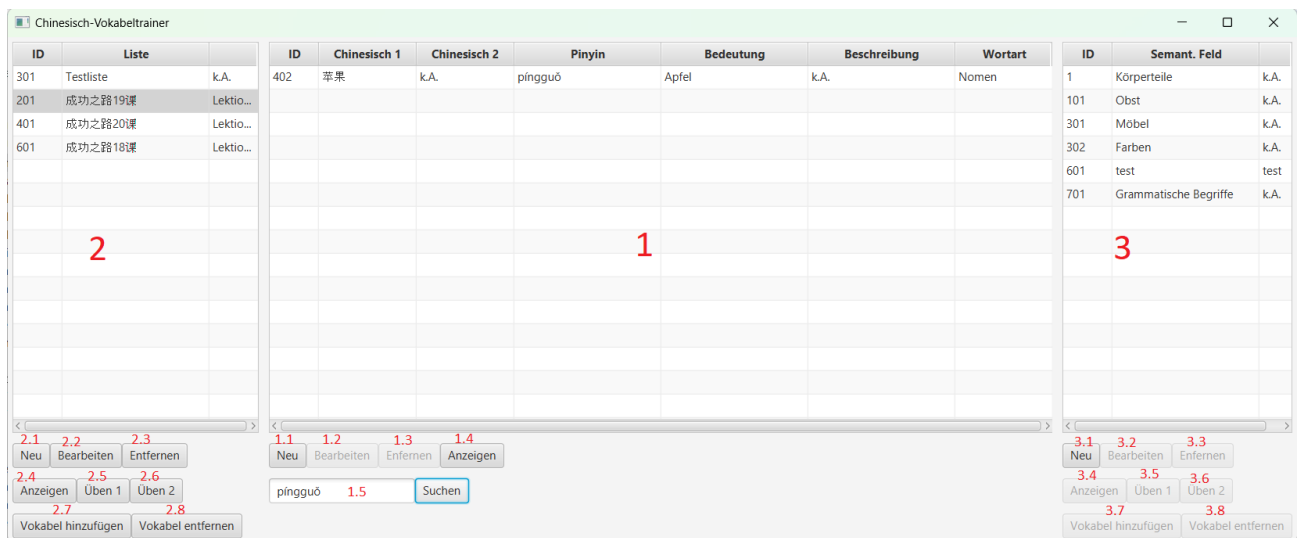 Chinesisch-Vokabeltrainer
ID Liste ID Chinesisch 1 Chinesisch 2 Pinyin Bedeutung Beschreibung Wortart ID Semant. Feld
301 Testliste k.A. 402 苹果 k.A. píngguǒ Apfel k.A. Nomen 1 Körperteile k.A.
201 成功之路19课 Lektio... 101 Obst k.A.
401 成功之路20课 Lektio... 301 Möbel k.A.
601 成功之路18课 Lektio... 302 Farben k.A.
601 test test
701 Grammatische Begriffe k.A.
2 1 3
2.1 2.2 2.3 1.1 1.2 1.3 1.4 3.1 3.2 3.3
Neu Bearbeiten Entfernen Neu Bearbeiten Entfernen Anzeigen Neu Bearbeiten Entfernen
2.4 2.5 2.6 3.4 3.5 3.6
Anzeigen Üben 1 Üben 2 píngguǒ 1.5 Suchen Anzeigen Üben 1 Üben 2
2.7 2.8 3.7 3.8
Vokabel hinzufügen Vokabel entfernen Vokabel hinzufügen Vokabel entfernen